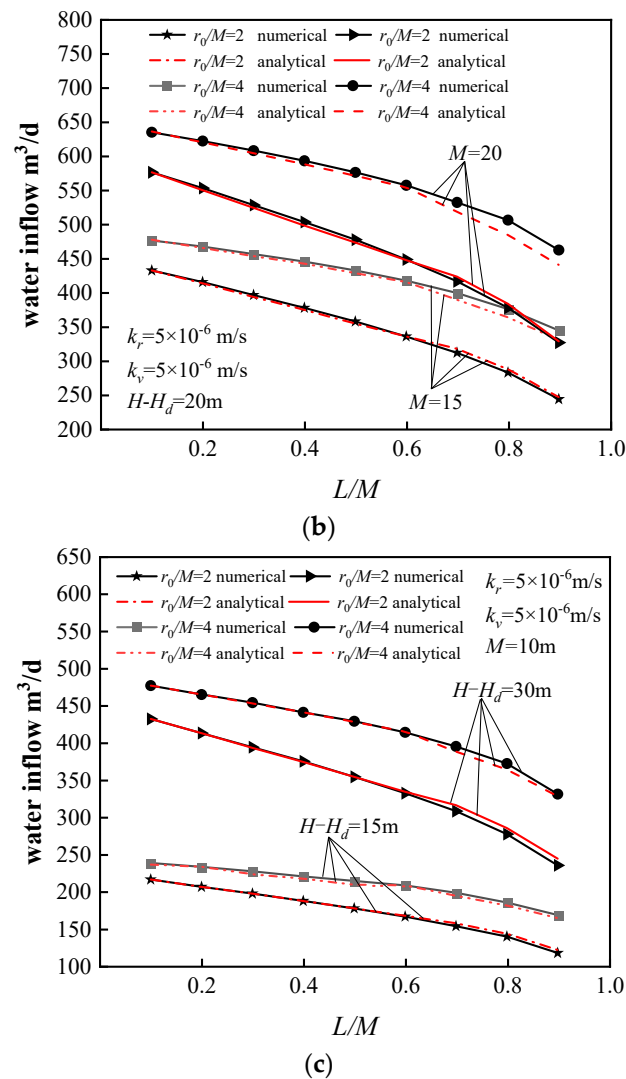 800
750
700
650
600
550
500
450
400
350
300
250
200
water inflow m³/d
r₀/M=2 numerical
r₀/M=2 numerical
r₀/M=2 analytical
r₀/M=2 analytical
r₀/M=4 numerical
r₀/M=4 numerical
r₀/M=4 analytical
r₀/M=4 analytical
M=20
kᵣ=5×10⁻⁶ m/s
kᵥ=5×10⁻⁶ m/s
H-H_d=20m
M=15
0.2 0.4 0.6 0.8 1.0
L/M
(b)
650
600
550
500
450
400
350
300
250
200
150
100
water inflow m³/d
r₀/M=2 numerical
r₀/M=2 numerical
r₀/M=2 analytical
r₀/M=2 analytical
r₀/M=4 numerical
r₀/M=4 numerical
r₀/M=4 analytical
r₀/M=4 analytical
kᵣ=5×10⁻⁶m/s
kᵥ=5×10⁻⁶m/s
M=10m
H−H_d=30m
H−H_d=15m
0.2 0.4 0.6 0.8 1.0
L/M
(c)